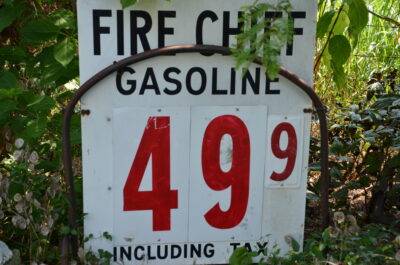 FIRE CHIEF
GASOLINE
49 9
INCLUDING TAX